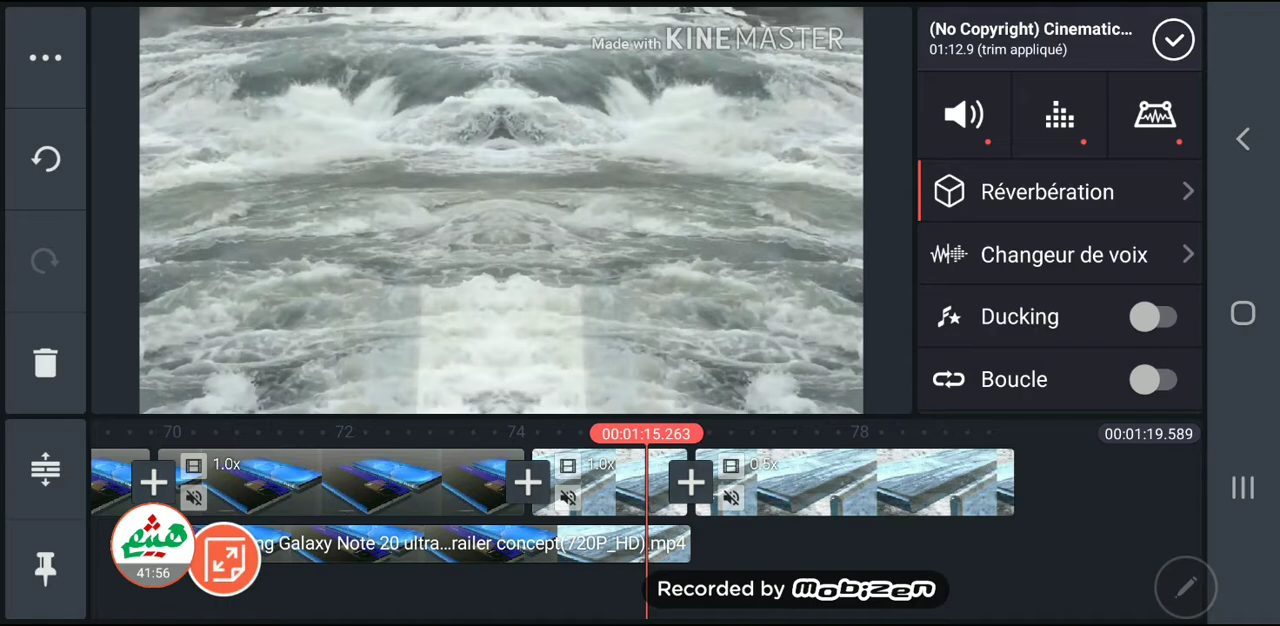 Made with KINEMASTER
(No Copyright) Cinematic...
01:12.9 (trim appliqué)
Réverbération
Changeur de voix
Ducking
Boucle
70
72
74
00:01:15.263
78
00:01:19.589
1.0x
1.0x
0.5x
ng Galaxy Note 20 ultra...railer concept(720P_HD).mp4
41:56
Recorded by mobizen